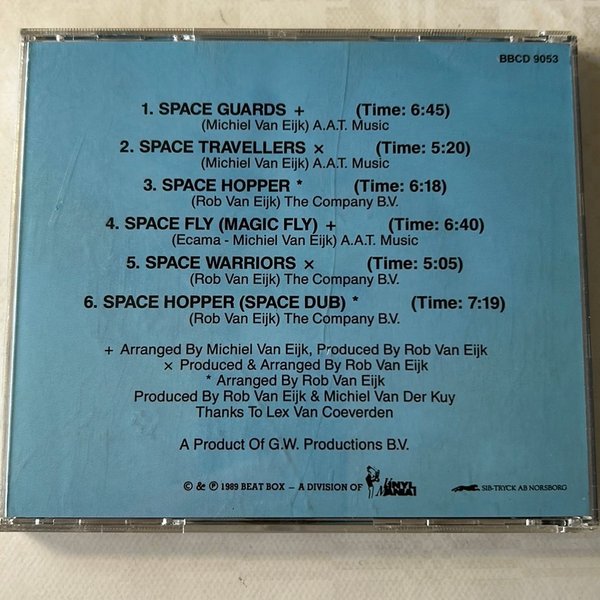 BBCD 9053
1. SPACE GUARDS + (Time: 6:45)
(Michiel Van Eijk) A.A.T. Music
2. SPACE TRAVELLERS × (Time: 5:20)
(Michiel Van Eijk) A.A.T. Music
3. SPACE HOPPER * (Time: 6:18)
(Rob Van Eijk) The Company B.V.
4. SPACE FLY (MAGIC FLY) + (Time: 6:40)
(Ecama - Michiel Van Eijk) A.A.T. Music
5. SPACE WARRIORS × (Time: 5:05)
(Rob Van Eijk) The Company B.V.
6. SPACE HOPPER (SPACE DUB) * (Time: 7:19)
(Rob Van Eijk) The Company B.V.
+ Arranged By Michiel Van Eijk, Produced By Rob Van Eijk
× Produced & Arranged By Rob Van Eijk
* Arranged By Rob Van Eijk
Produced By Rob Van Eijk & Michiel Van Der Kuy
Thanks To Lex Van Coeverden
A Product Of G.W. Productions B.V.
© & ℗ 1989 BEAT BOX – A DIVISION OF VINYL MANIA! SIB-TRYCK AB NORSBORG